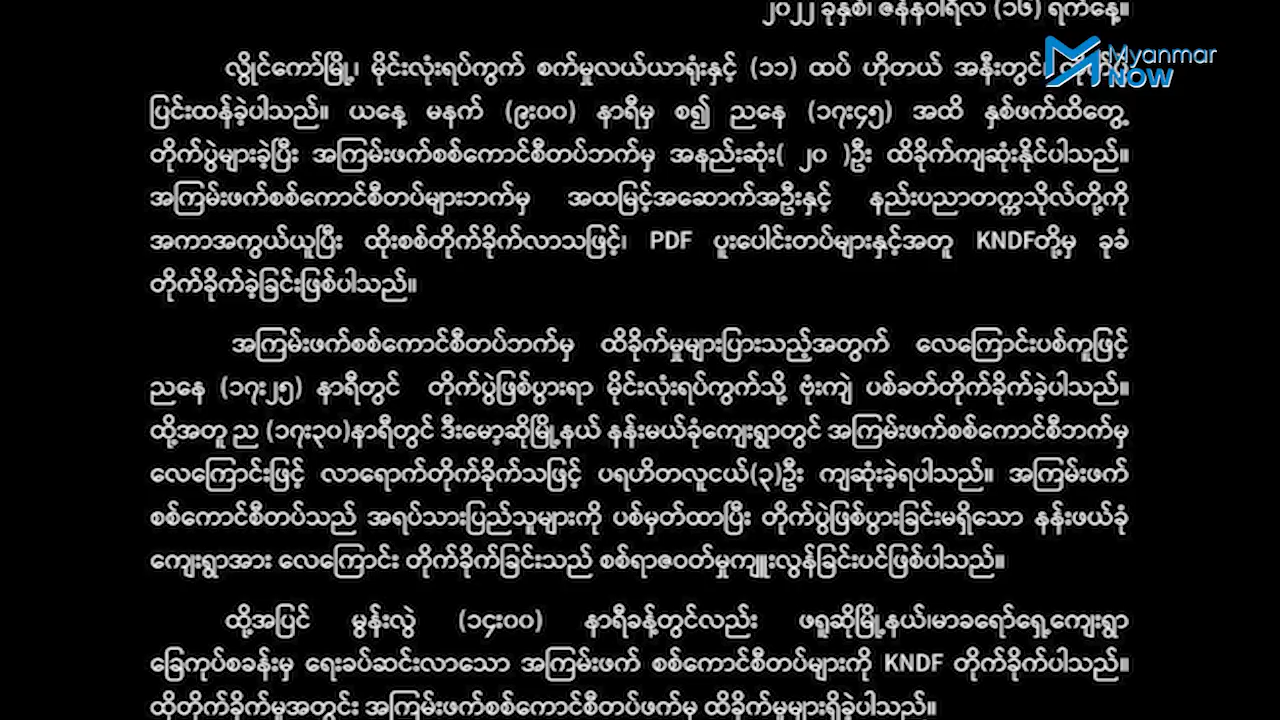 ၂၀၂၂ ခုနှစ်၊ ဇန်နဝါရီလ (၁၆) ရက်နေ့။
Myanmar NOW
လွိုင်ကော်မြို့၊ မိုင်းလုံးရပ်ကွက် စက်မှုလယ်ယာရုံးနှင့် (၁၁) ထပ် ဟိုတယ် အနီးတွင်
ပြင်းထန်ခဲ့ပါသည်။ ယနေ့ မနက် (၉း၀၀) နာရီမှ စ၍ ညနေ (၁၇း၄၅) အထိ နှစ်ဖက်ထိတွေ့
တိုက်ပွဲများခဲ့ပြီး အကြမ်းဖက်စစ်ကောင်စီတပ်ဘက်မှ အနည်းဆုံး( ၂၀ )ဦး ထိခိုက်ကျဆုံးနိုင်ပါသည်။
အကြမ်းဖက်စစ်ကောင်စီတပ်များဘက်မှ အထမြင့်အဆောက်အဦးနှင့် နည်းပညာတက္ကသိုလ်တို့ကို
အကာအကွယ်ယူပြီး ထိုးစစ်တိုက်ခိုက်လာသဖြင့်၊ PDF ပူးပေါင်းတပ်များနှင့်အတူ KNDFတို့မှ ခုခံ
တိုက်ခိုက်ခဲ့ခြင်းဖြစ်ပါသည်။
အကြမ်းဖက်စစ်ကောင်စီတပ်ဘက်မှ ထိခိုက်မှုများပြားသည့်အတွက် လေကြောင်းပစ်ကူဖြင့်
ညနေ (၁၇း၂၅) နာရီတွင် တိုက်ပွဲဖြစ်ပွားရာ မိုင်းလုံးရပ်ကွက်သို့ ဗုံးကျဲ ပစ်ခတ်တိုက်ခိုက်ခဲ့ပါသည်။
ထို့အတူ ည (၁၇း၃၀)နာရီတွင် ဒီးမော့ဆိုမြို့နယ် နန်းမယ်ခုံကျေးရွာတွင် အကြမ်းဖက်စစ်ကောင်စီဘက်မှ
လေကြောင်းဖြင့် လာရောက်တိုက်ခိုက်သဖြင့် ပရဟိတလူငယ်(၃)ဦး ကျဆုံးခဲ့ရပါသည်။ အကြမ်းဖက်
စစ်ကောင်စီတပ်သည် အရပ်သားပြည်သူများကို ပစ်မှတ်ထာပြီး တိုက်ပွဲဖြစ်ပွားခြင်းမရှိသော နန်းဖယ်ခုံ
ကျေးရွာအား လေကြောင်း တိုက်ခိုက်ခြင်းသည် စစ်ရာဇဝတ်မှုကျူးလွန်ခြင်းပင်ဖြစ်ပါသည်။
ထို့အပြင် မွန်းလွဲ (၁၄း၀၀) နာရီခန့်တွင်လည်း ဖရူဆိုမြို့နယ်၊မာခရော်ရှေ့ကျေးရွာ
ခြေကုပ်စခန်းမှ ရေးခပ်ဆင်းလာသော အကြမ်းဖက် စစ်ကောင်စီတပ်များကို KNDF တိုက်ခိုက်ပါသည်။
ထိုတိုက်ခိုက်မှုအတွင်း အကြမ်းဖက်စစ်ကောင်စီတပ်ဖက်မှ ထိခိုက်မှုများရှိခဲ့ပါသည်။